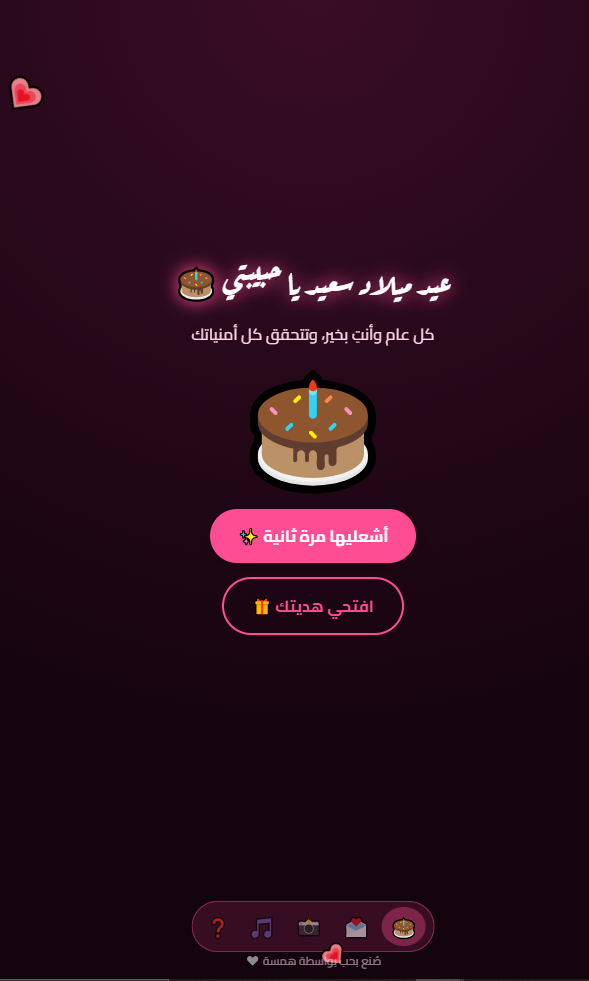 عيد ميلاد سعيد يا حبيبتي 🎂
كل عام وأنتِ بخير، وتتحقق كل أمنياتك
أشعليها مرة ثانية ✨
افتحي هديتك 🎁
صُنع بحب بواسطة همسة ♥